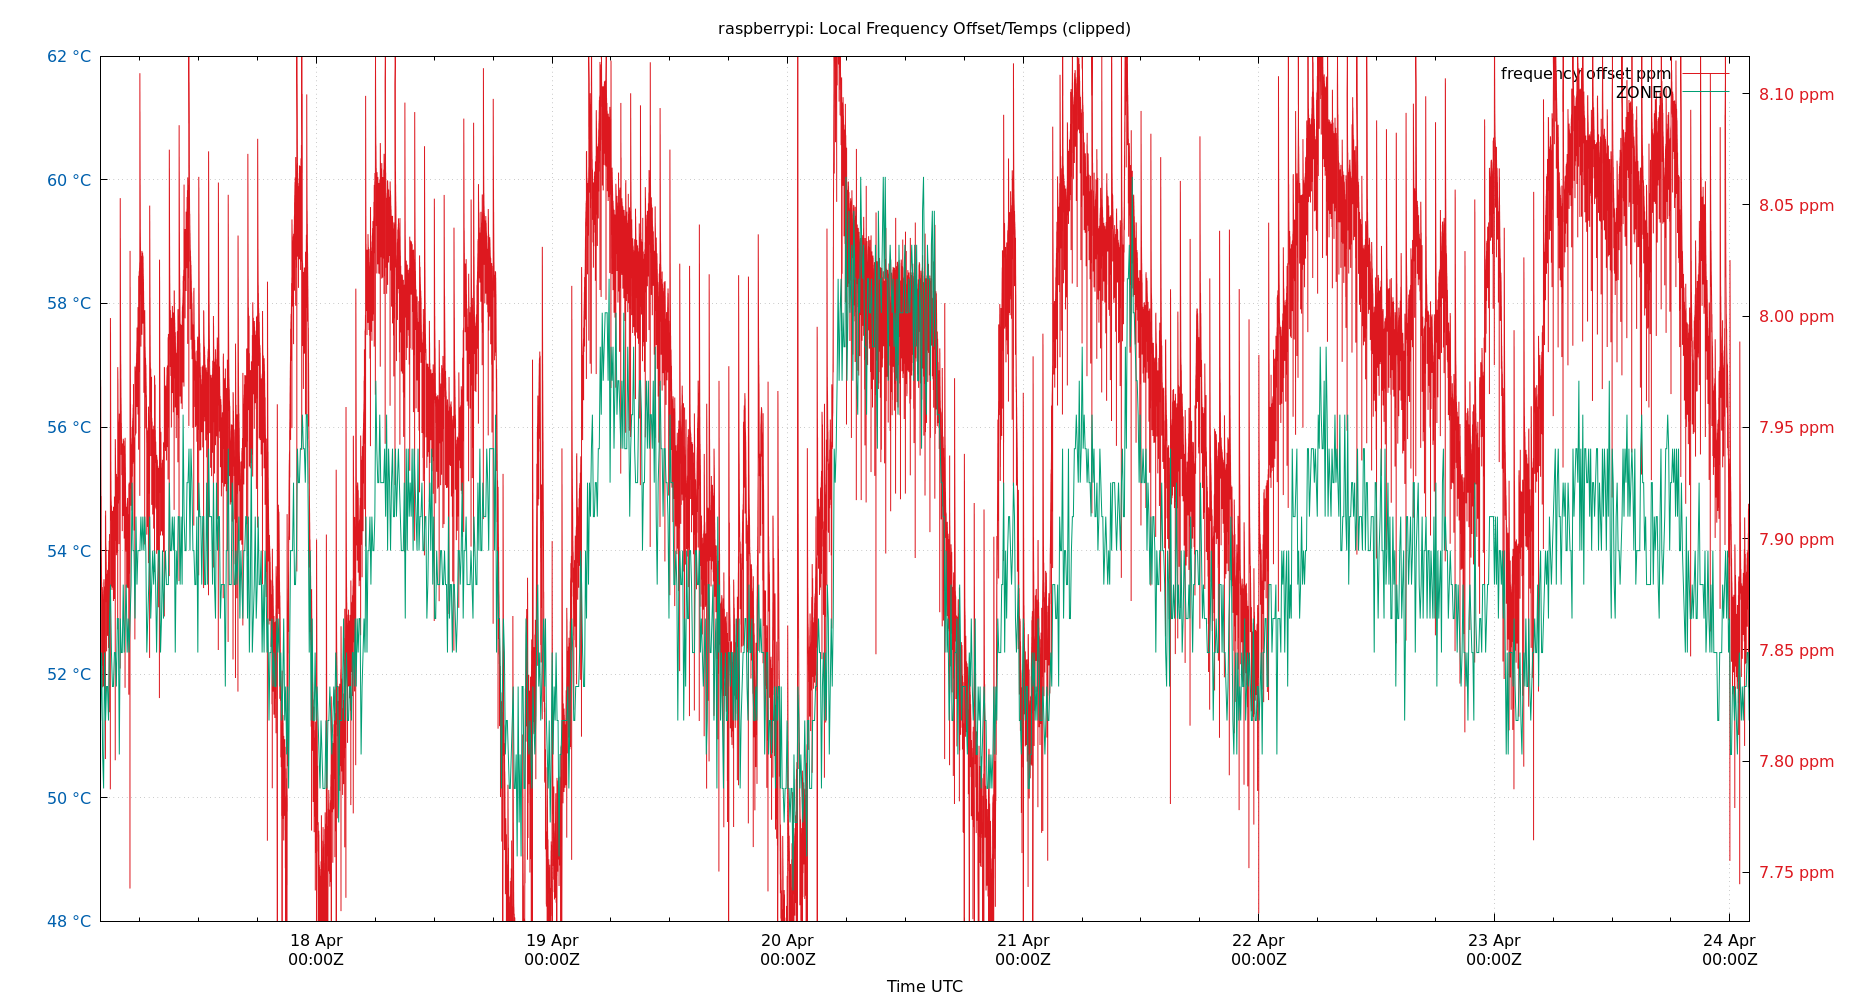 raspberrypi: Local Frequency Offset/Temps (clipped)
62 °C
60 °C
58 °C
56 °C
54 °C
52 °C
50 °C
48 °C
frequency offset ppm
ZONE0
8.10 ppm
8.05 ppm
8.00 ppm
7.95 ppm
7.90 ppm
7.85 ppm
7.80 ppm
7.75 ppm
18 Apr
00:00Z
19 Apr
00:00Z
20 Apr
00:00Z
21 Apr
00:00Z
22 Apr
00:00Z
23 Apr
00:00Z
24 Apr
00:00Z
Time UTC